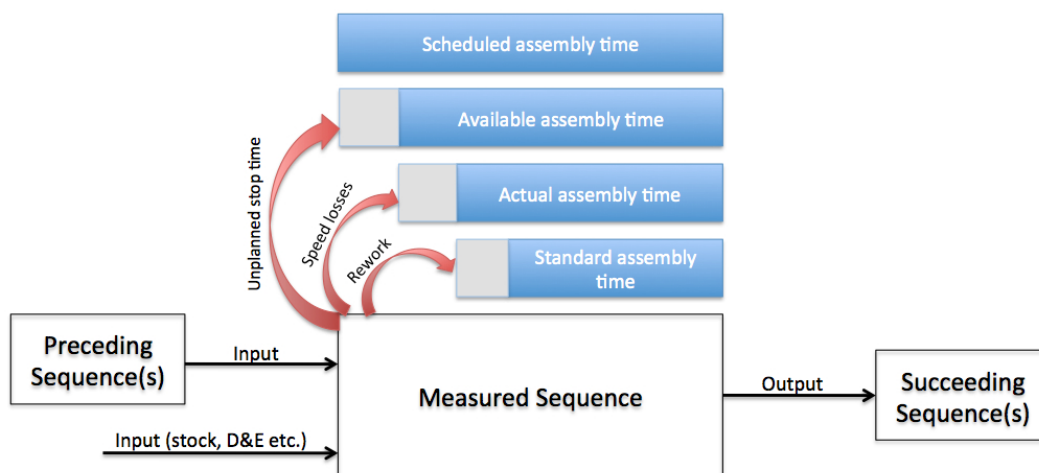 Scheduled assembly time
Available assembly time
Unplanned stop time
Actual assembly time
Speed losses
Rework
Standard assembly
time
Preceding
Sequence(s)
Input
Measured Sequence
Output
Succeeding
Sequence(s)
Input (stock, D&E etc.)